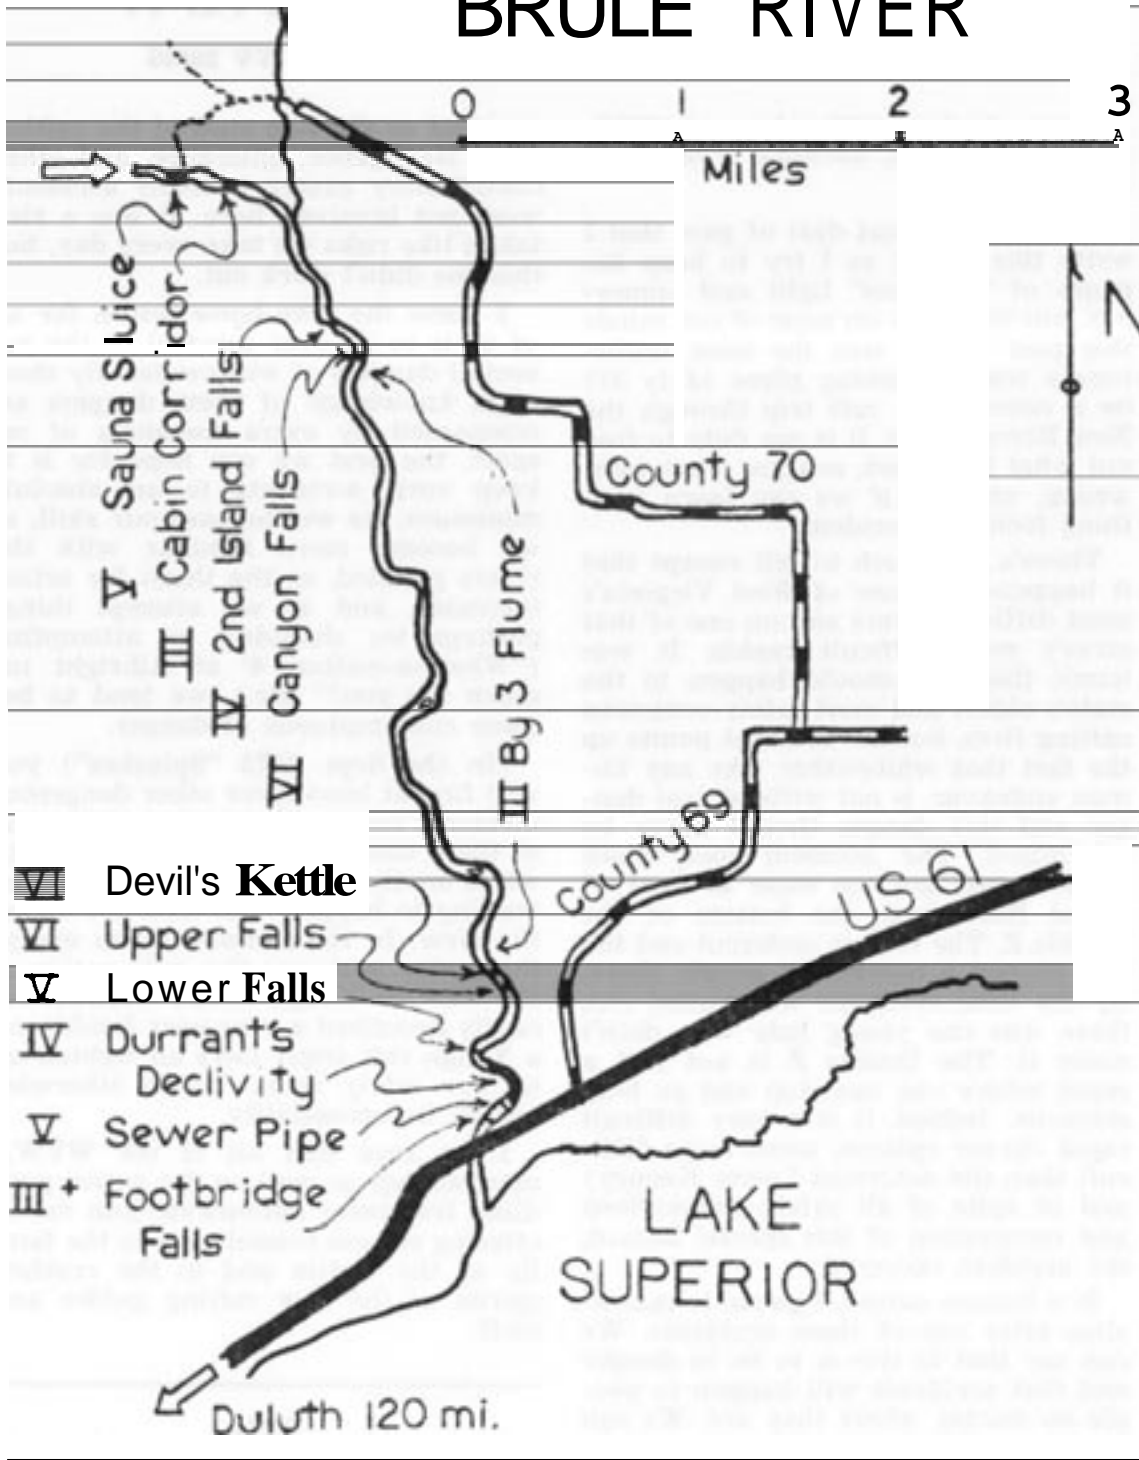 BRULE RIVER
0 1 2 3
Miles
N
V Sauna Sluice
III Cabin Corridor
IV 2nd Island Falls
VI Canyon Falls
III By 3 Flume
County 70
County 69
US 61
VI Devil's Kettle
VI Upper Falls
V Lower Falls
IV Durrant's
Declivity
V Sewer Pipe
III + Footbridge
Falls
LAKE
SUPERIOR
Duluth 120 mi.